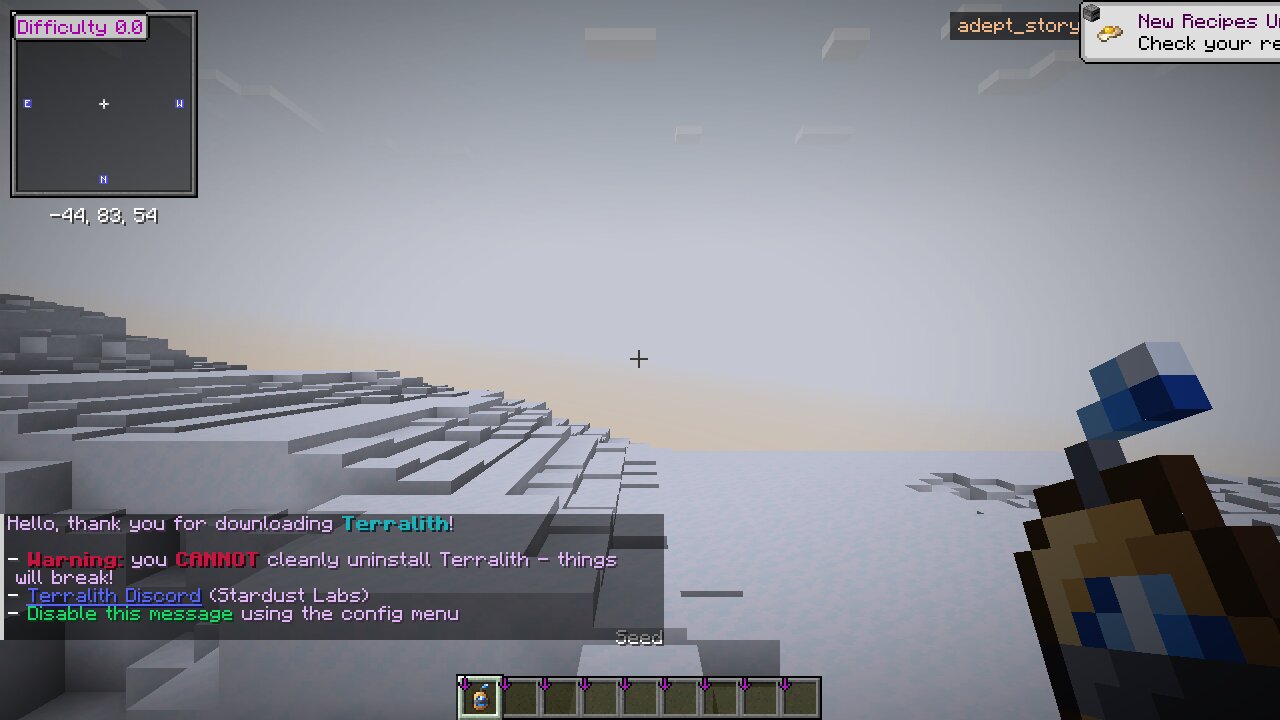 Difficulty 0.0
E
W
N
-44, 83, 54
adept_story
New Recipes U
Check your re
Hello, thank you for downloading Terralith!
- Warning: you CANNOT cleanly uninstall Terralith - things
will break!
- Terralith Discord (Stardust Labs)
- Disable this message using the config menu
Seed